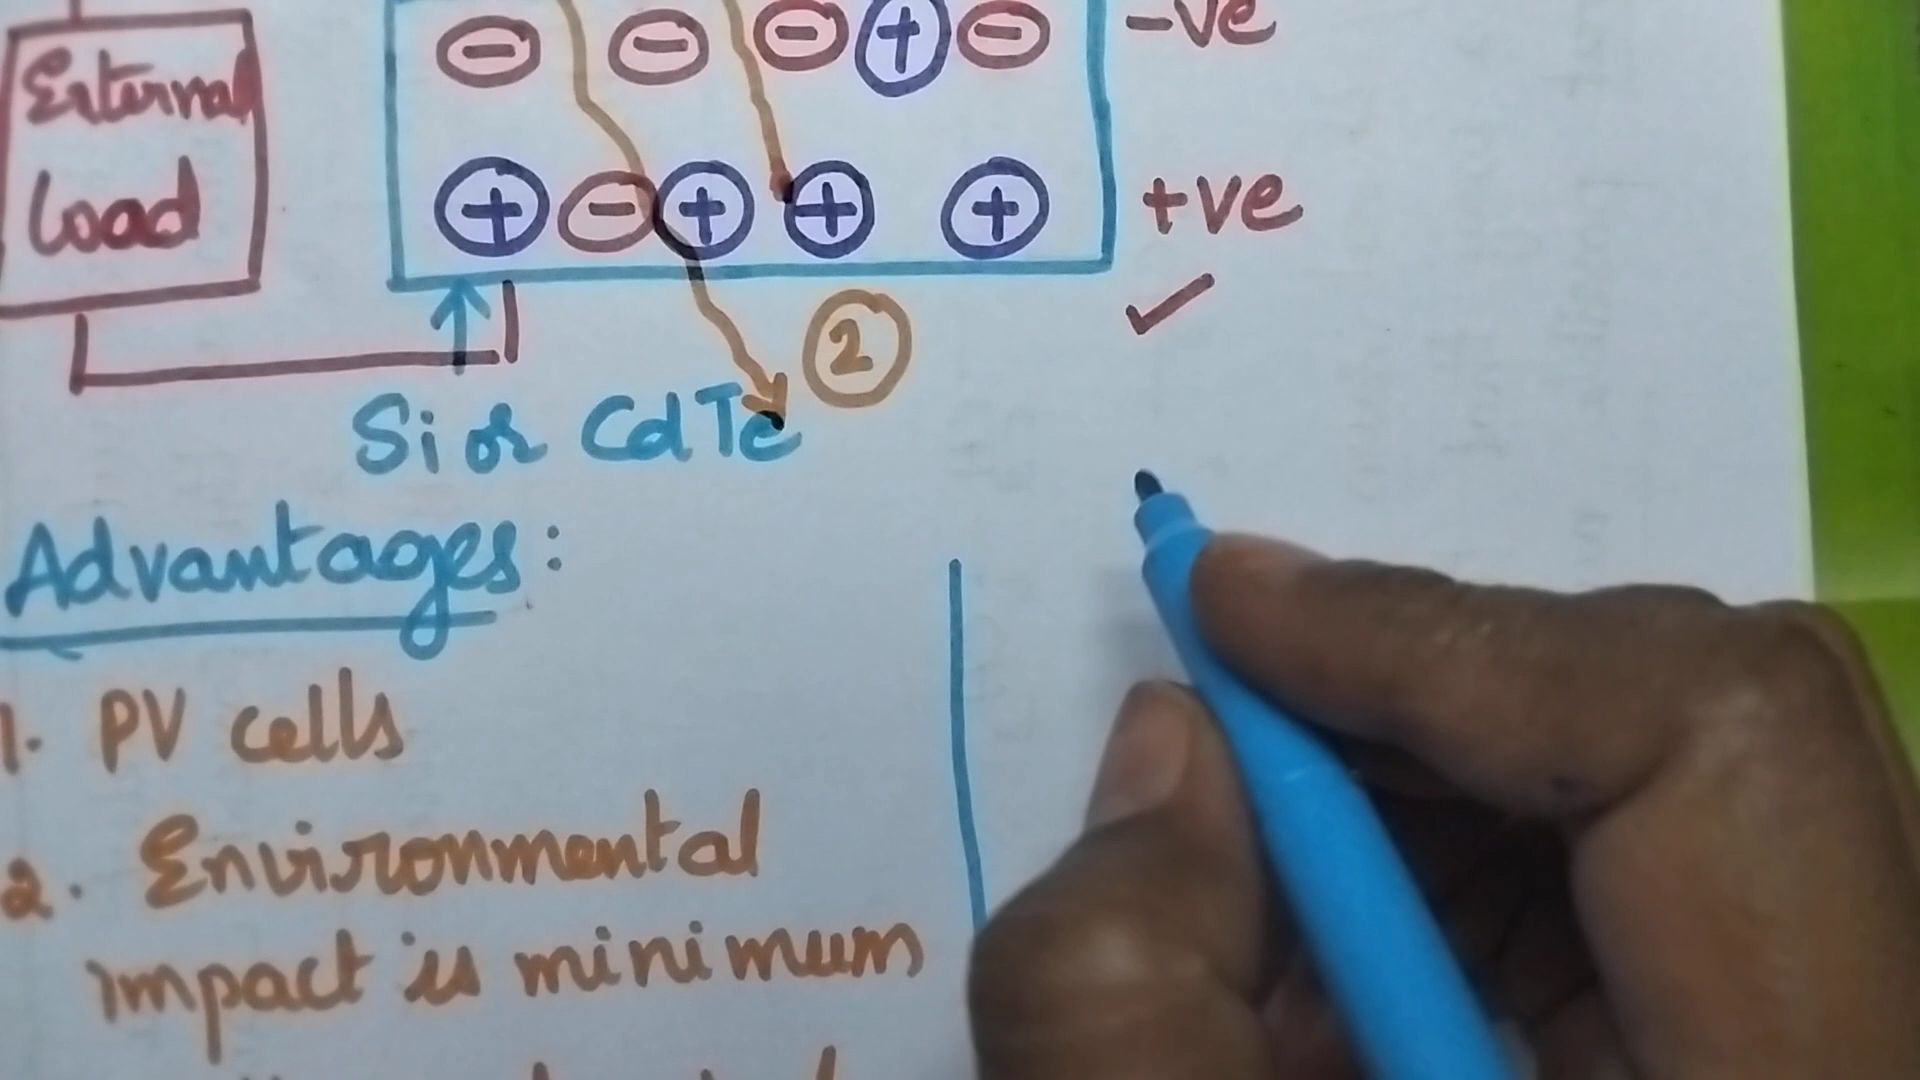 External
Load
− − − + −
-ve
+ − + + +
+ve
2
Si or CdTe
Advantages:
1. PV cells
2. Environmental
impact is minimum